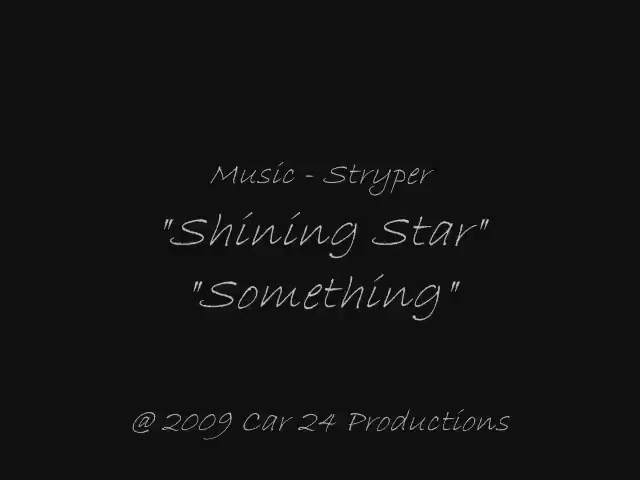 Music - Stryper
"Shining Star"
"Something"
@ 2009 Car 24 Productions